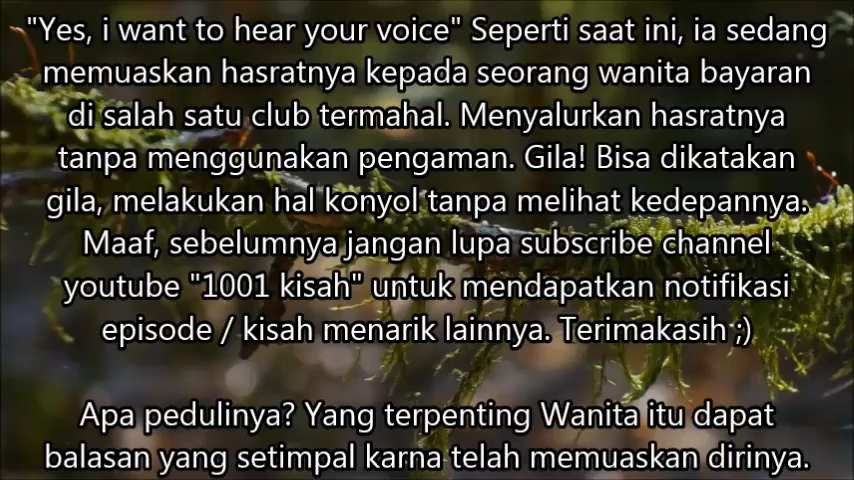 "Yes, i want to hear your voice" Seperti saat ini, ia sedang
memuaskan hasratnya kepada seorang wanita bayaran
di salah satu club termahal. Menyalurkan hasratnya
tanpa menggunakan pengaman. Gila! Bisa dikatakan
gila, melakukan hal konyol tanpa melihat kedepannya.
Maaf, sebelumnya jangan lupa subscribe channel
youtube "1001 kisah" untuk mendapatkan notifikasi
episode / kisah menarik lainnya. Terimakasih ;)
Apa pedulinya? Yang terpenting Wanita itu dapat
balasan yang setimpal karna telah memuaskan dirinya.